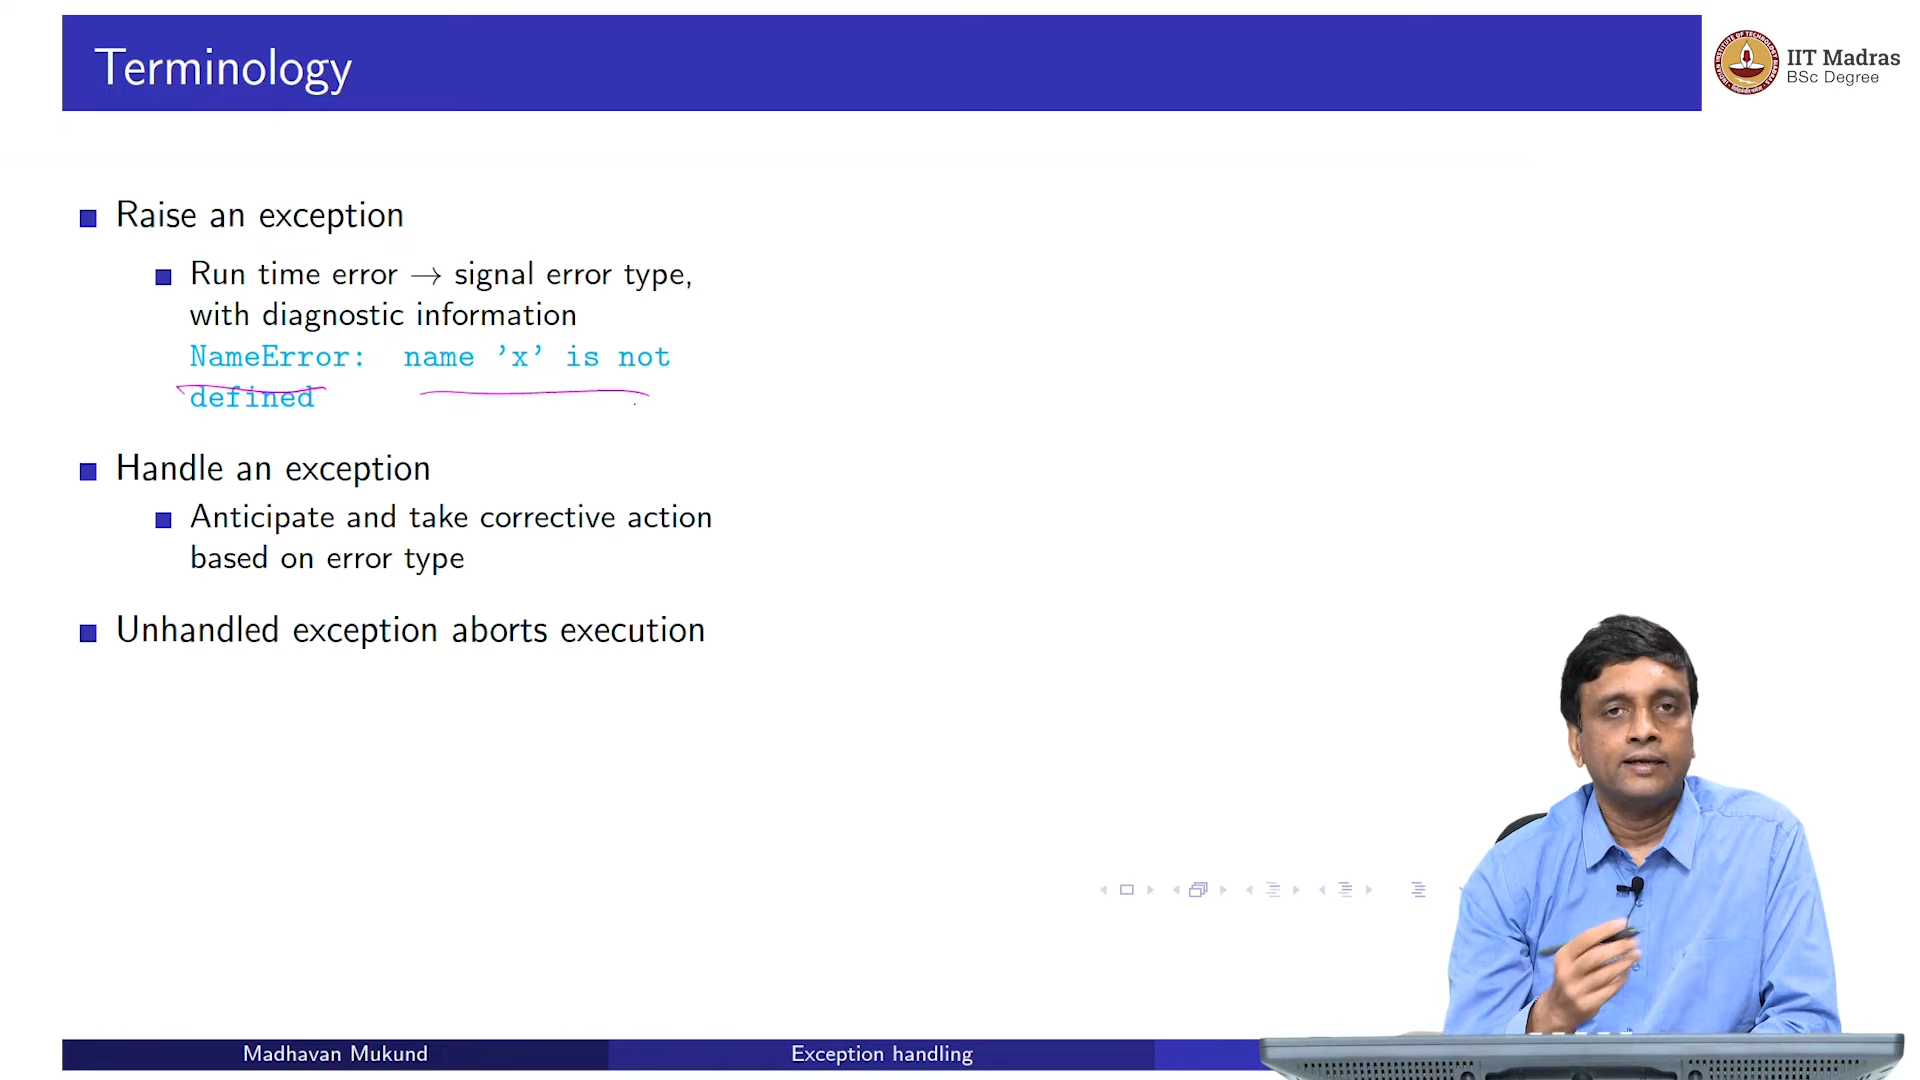 Terminology
IIT Madras
BSc Degree
Raise an exception
Run time error → signal error type,
with diagnostic information
NameError: name ’x’ is not
defined
Handle an exception
Anticipate and take corrective action
based on error type
Unhandled exception aborts execution
Madhavan Mukund
Exception handling